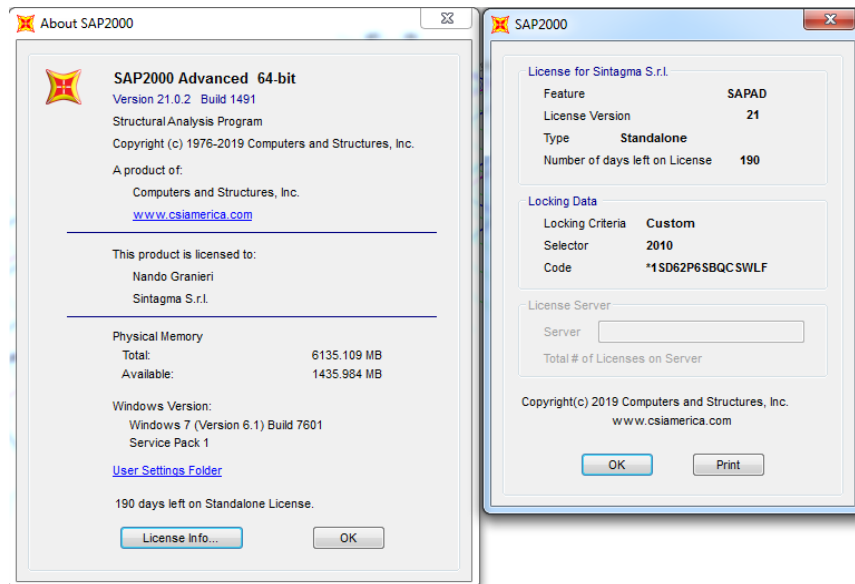 About SAP2000
SAP2000 Advanced 64-bit
Version 21.0.2 Build 1491
Structural Analysis Program
Copyright (c) 1976-2019 Computers and Structures, Inc.
A product of:
Computers and Structures, Inc.
www.csiamerica.com
This product is licensed to:
Nando Granieri
Sintagma S.r.l.
Physical Memory
Total: 6135.109 MB
Available: 1435.984 MB
Windows Version:
Windows 7 (Version 6.1) Build 7601
Service Pack 1
User Settings Folder
190 days left on Standalone License.
License Info... OK
SAP2000
License for Sintagma S.r.l.
Feature SAPAD
License Version 21
Type Standalone
Number of days left on License 190
Locking Data
Locking Criteria Custom
Selector 2010
Code *1SD62P6SBQCSWLF
License Server
Server
Total # of Licenses on Server
Copyright(c) 2019 Computers and Structures, Inc.
www.csiamerica.com
OK Print